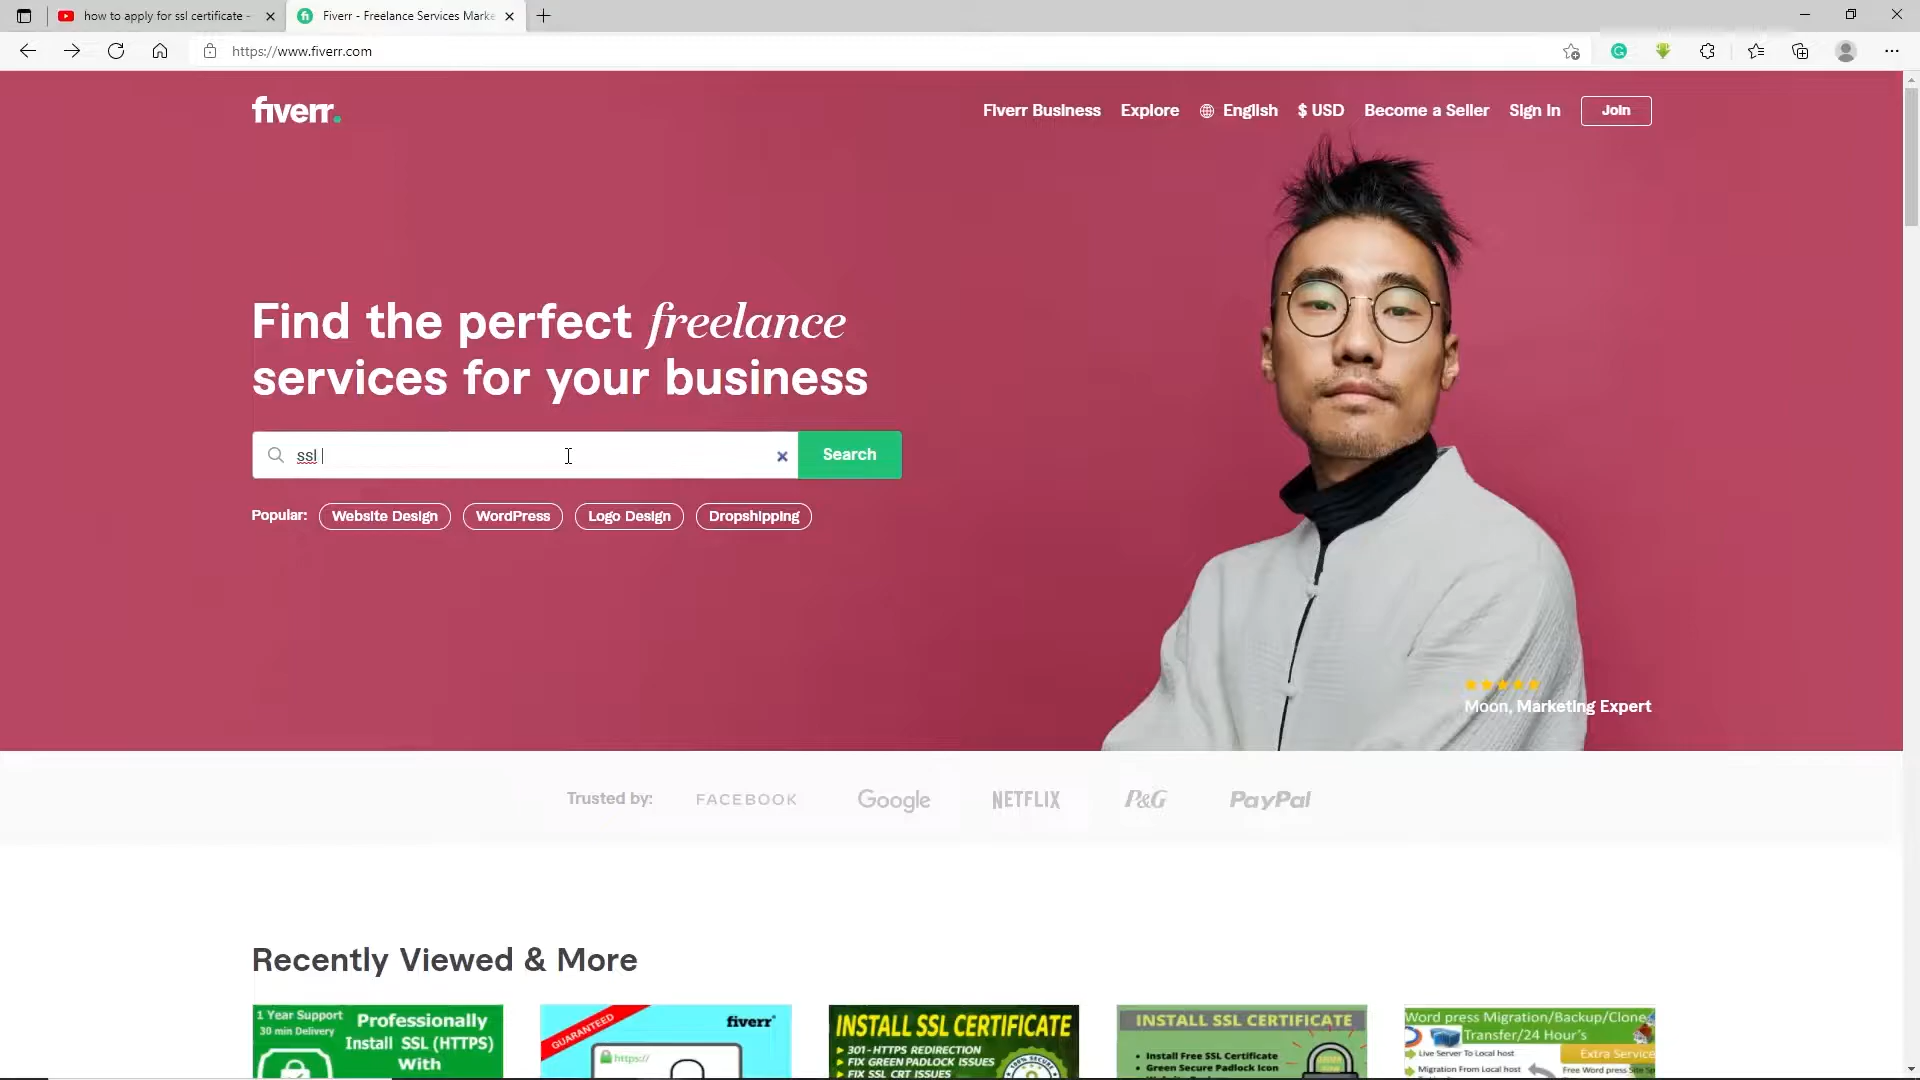 how to apply for ssl certificate -
Fiverr - Freelance Services Marke
https://www.fiverr.com
fiverr.
Fiverr Business
Explore
English
$ USD
Become a Seller
Sign In
Join
Find the perfect freelance
services for your business
ssl
Search
Popular:
Website Design
WordPress
Logo Design
Dropshipping
Moon, Marketing Expert
Trusted by:
FACEBOOK
Google
NETFLIX
P&G
PayPal
Recently Viewed & More
1 Year Support
30 min Delivery
Professionally
Install SSL (HTTPS)
With
GUARANTEED
fiverr
https://
INSTALL SSL CERTIFICATE
301-HTTPS REDIRECTION
FIX GREEN PADLOCK ISSUES
FIX SSL CRT ISSUES
INSTALL SSL CERTIFICATE
• Install Free SSL Certificate
• Green Secure Padlock Icon
Word press Migration/Backup/Clone
Transfer/24 Hour's
Live Server To Local host
Migration From Local host
Extra Service
Free Word press Site